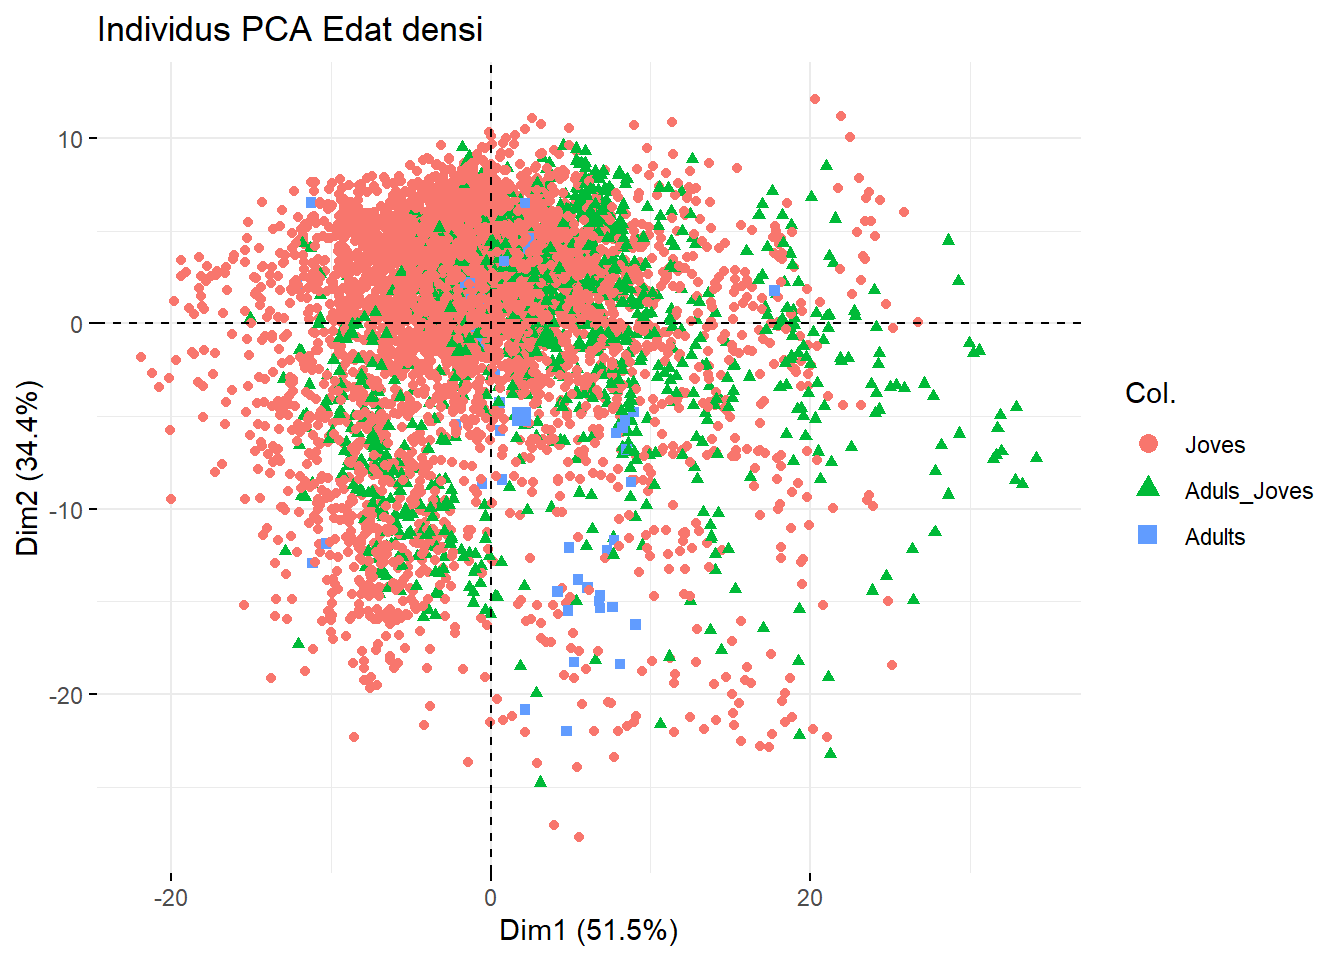 Individus PCA Edat densi
10
0
-10
-20
Dim2 (34.4%)
-20
0
20
Dim1 (51.5%)
Col.
Joves
Aduls_Joves
Adults